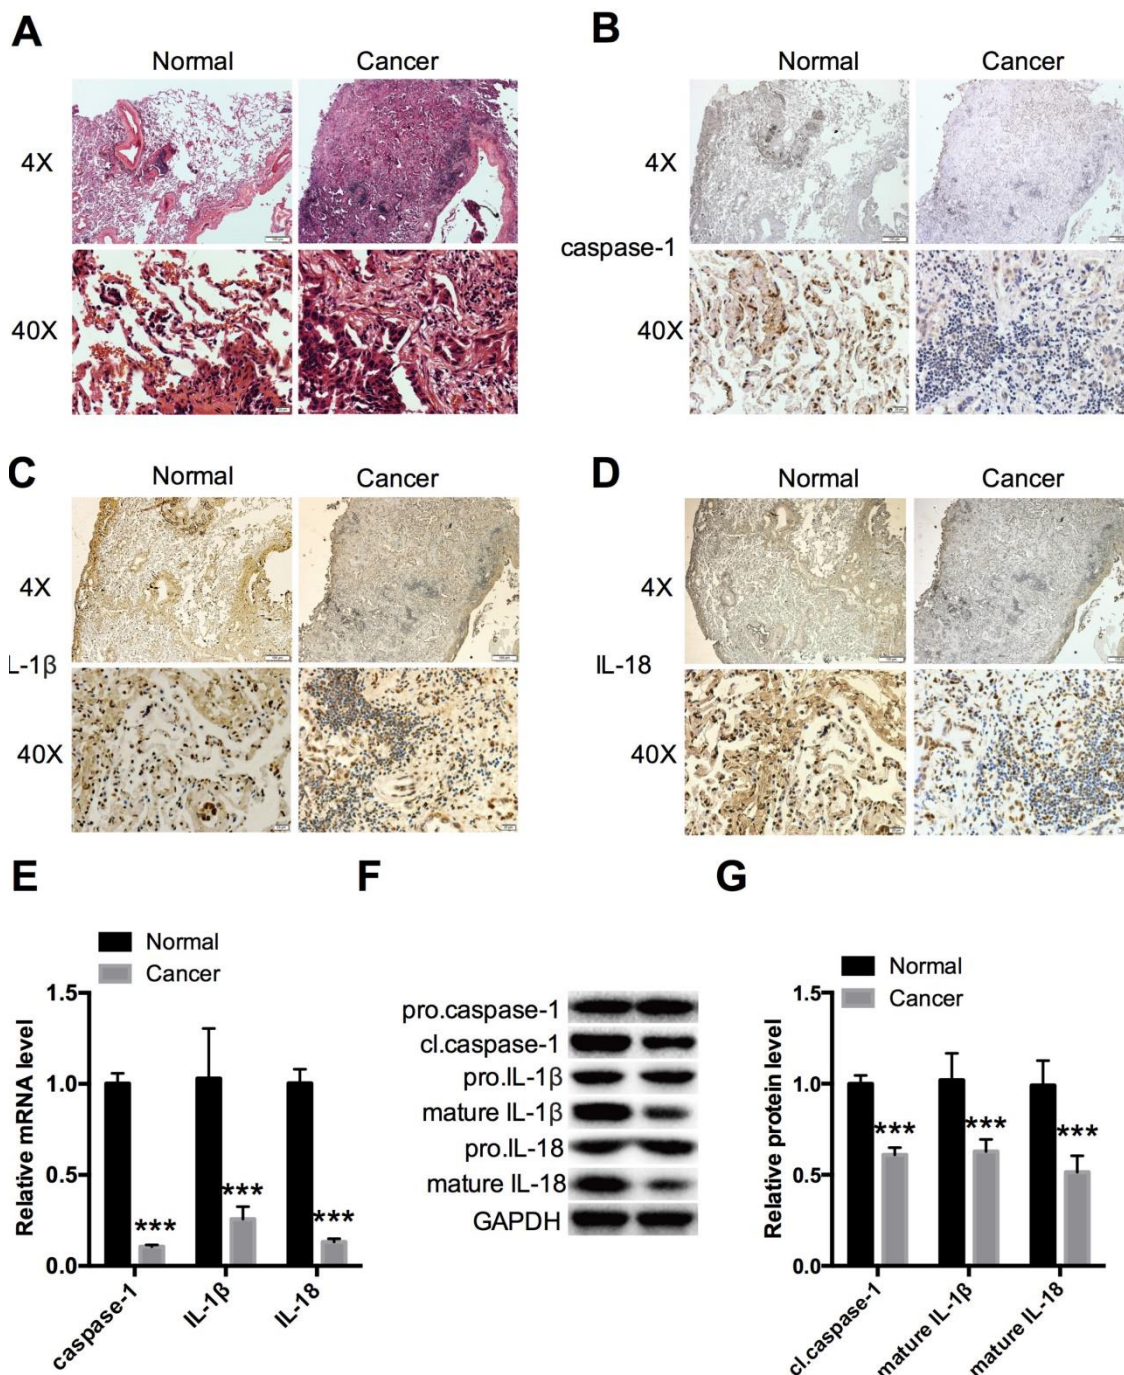 A
Normal Cancer
4X
40X
B
Normal Cancer
4X
caspase-1
40X
C
Normal Cancer
4X
L-1β
40X
D
Normal Cancer
4X
IL-18
40X
E
Normal
Cancer
Relative mRNA level
1.5
1.0
0.5
0.0
*** *** ***
caspase-1 IL-1β IL-18
F
pro.caspase-1
cl.caspase-1
pro.IL-1β
mature IL-1β
pro.IL-18
mature IL-18
GAPDH
G
Normal
Cancer
Relative protein level
1.5
1.0
0.5
0.0
*** *** ***
cl.caspase-1 mature IL-1β mature IL-18